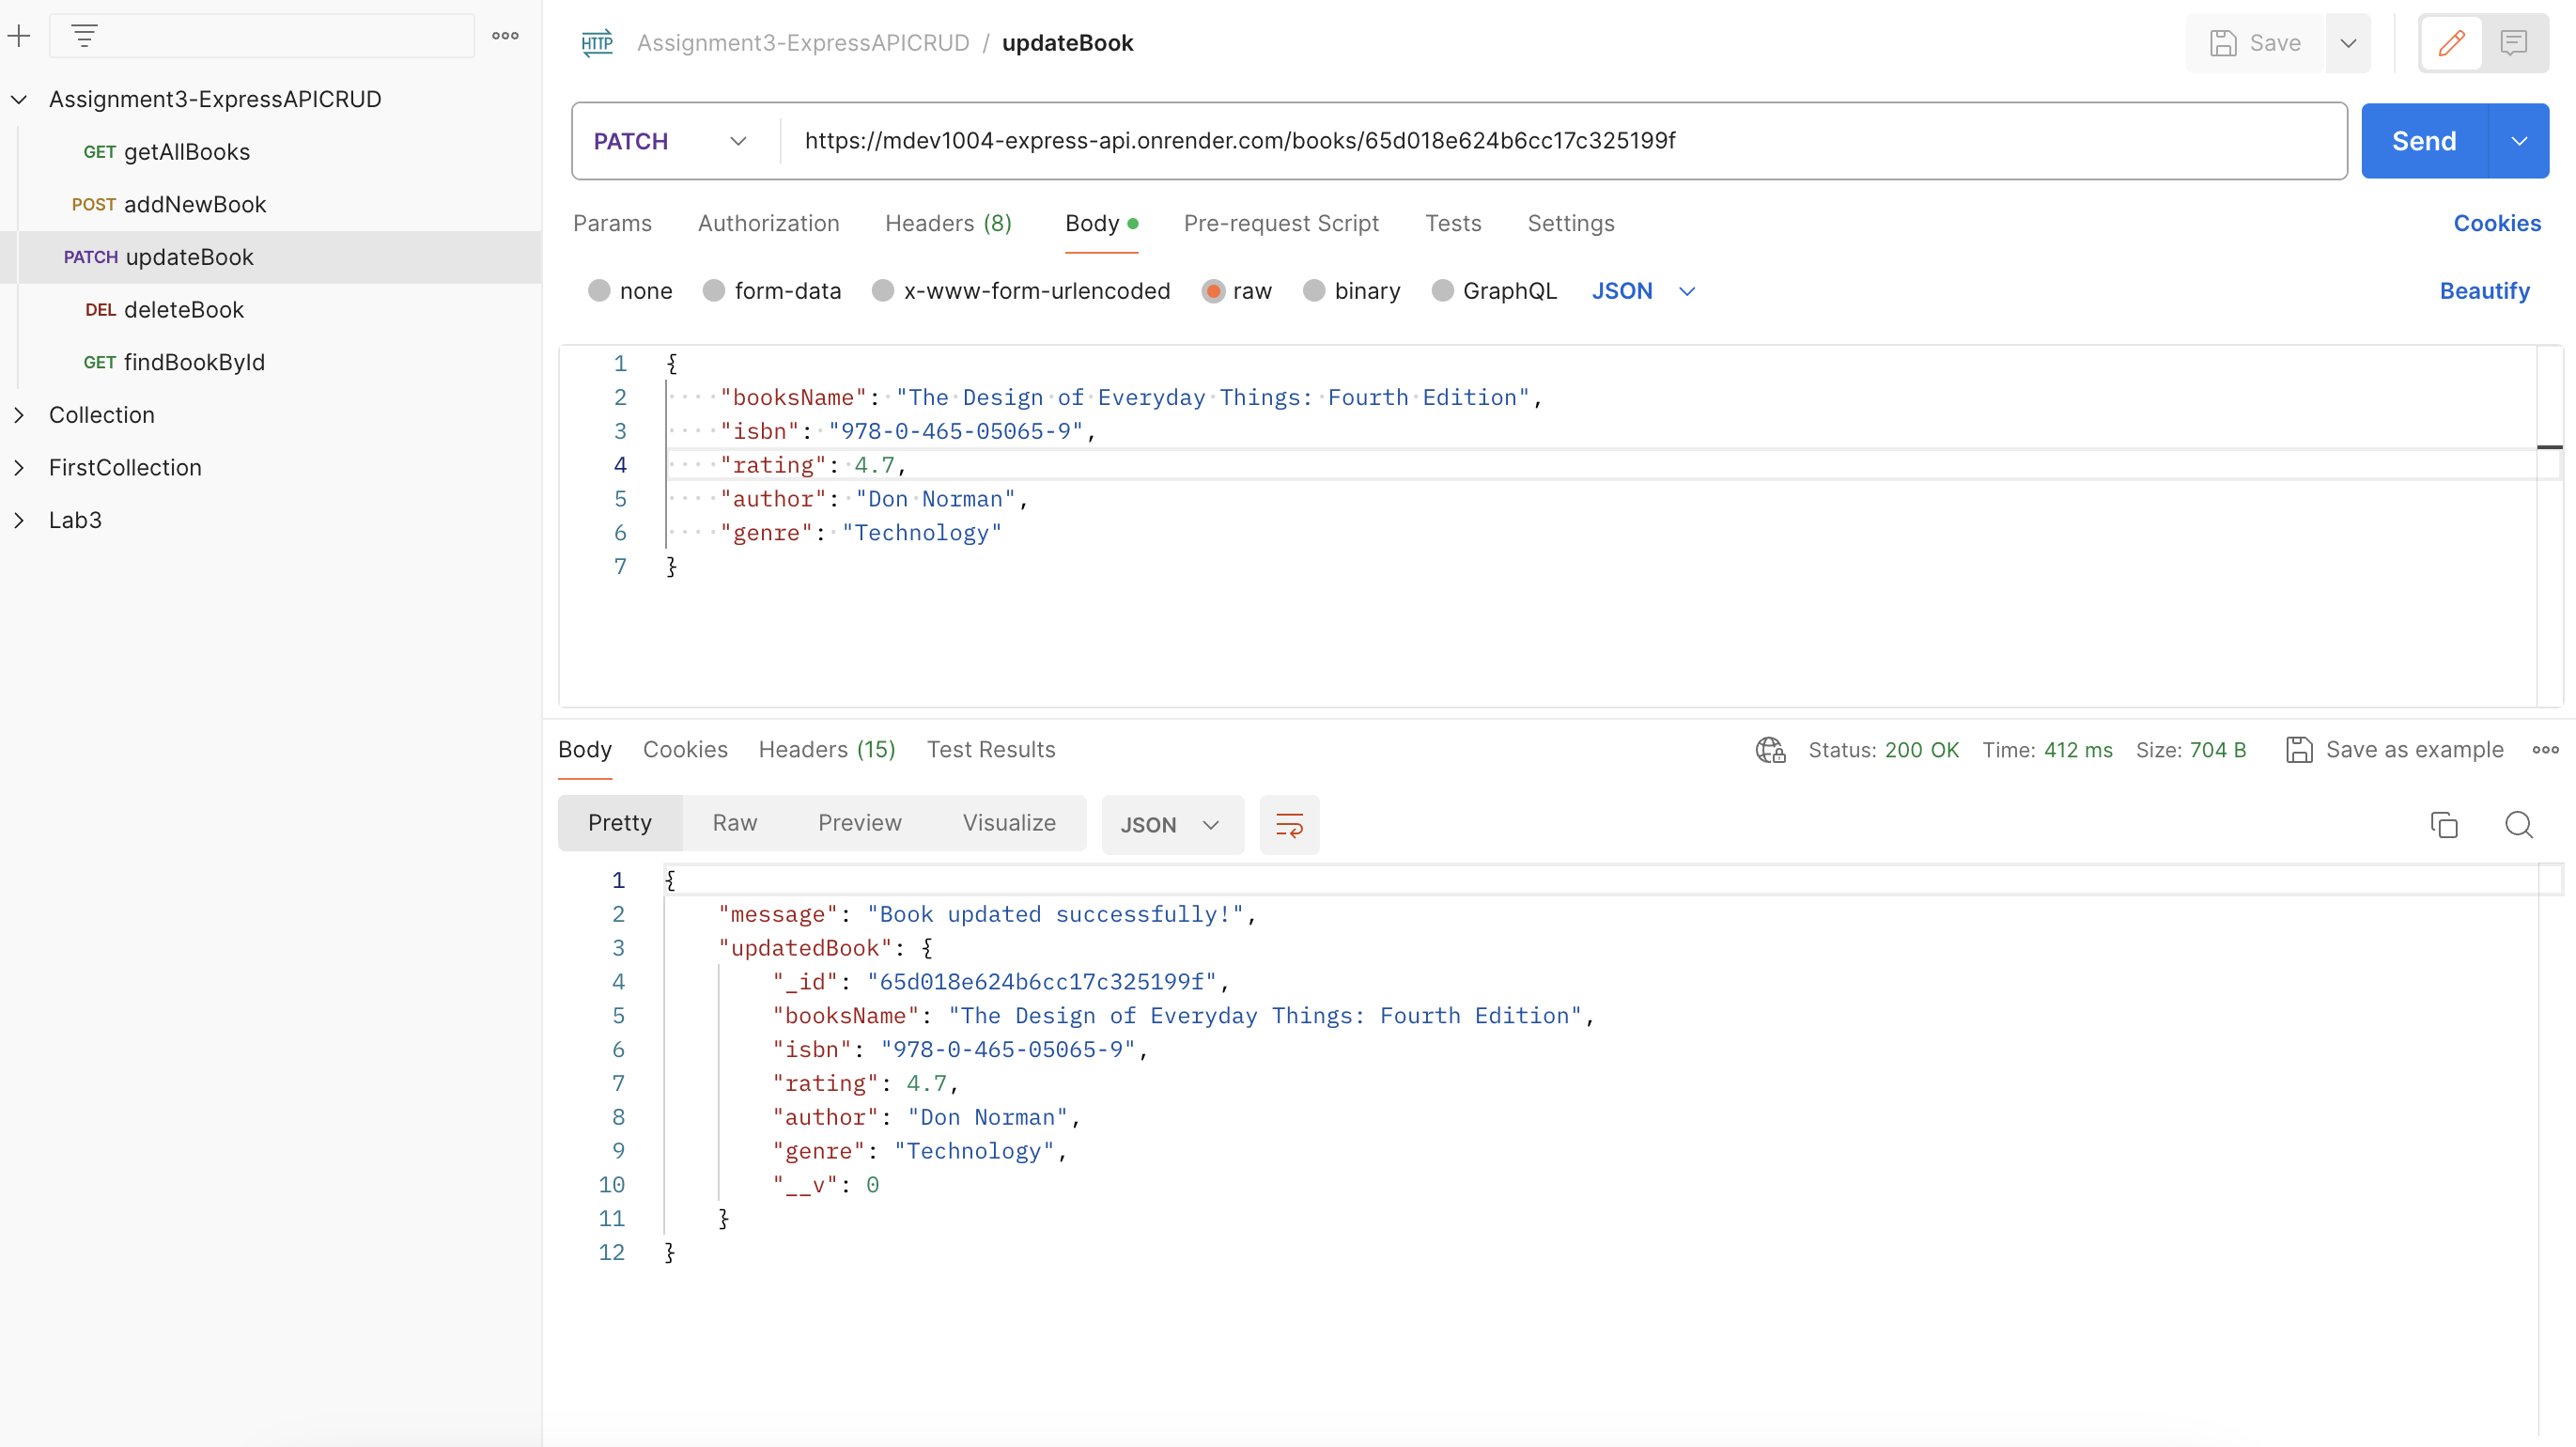 Assignment3-ExpressAPICRUD
GET getAllBooks
POST addNewBook
PATCH updateBook
DEL deleteBook
GET findBookById
Collection
FirstCollection
Lab3
HTTP Assignment3-ExpressAPICRUD / updateBook
Save
PATCH https://mdev1004-express-api.onrender.com/books/65d018e624b6cc17c325199f
Send
Params Authorization Headers (8) Body Pre-request Script Tests Settings Cookies
none form-data x-www-form-urlencoded raw binary GraphQL JSON Beautify
1 {
2 "booksName": "The Design of Everyday Things: Fourth Edition",
3 "isbn": "978-0-465-05065-9",
4 "rating": 4.7,
5 "author": "Don Norman",
6 "genre": "Technology"
7 }
Body Cookies Headers (15) Test Results Status: 200 OK Time: 412 ms Size: 704 B Save as example
Pretty Raw Preview Visualize JSON
1 {
2 "message": "Book updated successfully!",
3 "updatedBook": {
4 "_id": "65d018e624b6cc17c325199f",
5 "booksName": "The Design of Everyday Things: Fourth Edition",
6 "isbn": "978-0-465-05065-9",
7 "rating": 4.7,
8 "author": "Don Norman",
9 "genre": "Technology",
10 "__v": 0
11 }
12 }